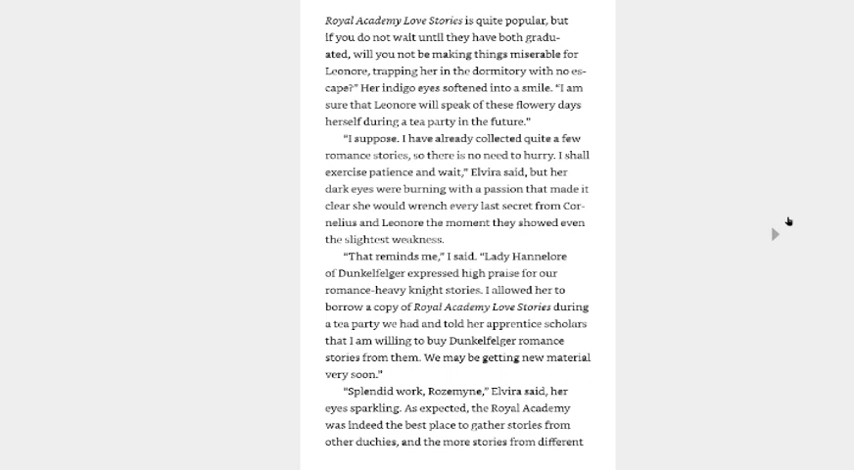 Royal Academy Love Stories is quite popular, but
if you do not wait until they have both gradu-
ated, will you not be making things miserable for
Leonore, trapping her in the dormitory with no es-
cape?” Her indigo eyes softened into a smile. “I am
sure that Leonore will speak of these flowery days
herself during a tea party in the future.”
“I suppose. I have already collected quite a few
romance stories, so there is no need to hurry. I shall
exercise patience and wait,” Elvira said, but her
dark eyes were burning with a passion that made it
clear she would wrench every last secret from Cor-
nelius and Leonore the moment they showed even
the slightest weakness.
“That reminds me,” I said. “Lady Hannelore
of Dunkelfelger expressed high praise for our
romance-heavy knight stories. I allowed her to
borrow a copy of Royal Academy Love Stories during
a tea party we had and told her apprentice scholars
that I am willing to buy Dunkelfelger romance
stories from them. We may be getting new material
very soon.”
“Splendid work, Rozemyne,” Elvira said, her
eyes sparkling. As expected, the Royal Academy
was indeed the best place to gather stories from
other duchies, and the more stories from different